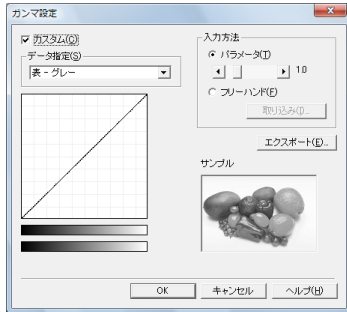 ガンマ設定
カスタム(C)
データ指定(S)
表 - グレー
入力方法
パラメータ(T)
1.0
フリーハンド(F)
取り込み(I)...
エクスポート(E)...
サンプル
OK
キャンセル
ヘルプ(H)